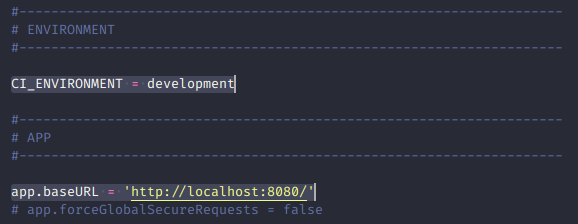 #--------------------------------------------------------------------
# ENVIRONMENT
#--------------------------------------------------------------------
CI_ENVIRONMENT = development
#--------------------------------------------------------------------
# APP
#--------------------------------------------------------------------
app.baseURL = 'http://localhost:8080/'
# app.forceGlobalSecureRequests = false